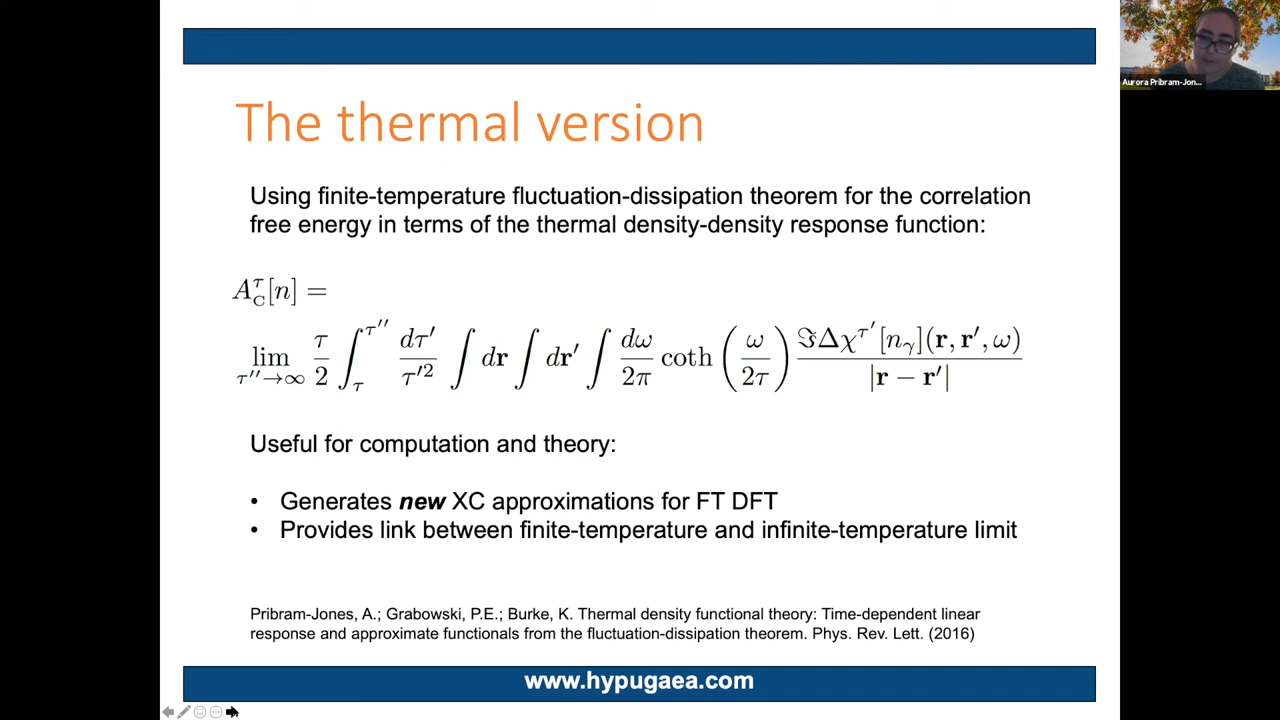 Aurora Pribram-Jon...
The thermal version
Using finite-temperature fluctuation-dissipation theorem for the correlation
free energy in terms of the thermal density-density response function:
A_C^τ[n] =
lim_{τ''→∞} τ/2 ∫_τ^{τ''} dτ'/τ'^2 ∫ d𝐫 ∫ d𝐫' ∫ dω/2π coth(ω/2τ) ℑΔχ^{τ'}[n_γ](𝐫, 𝐫', ω)/|𝐫 − 𝐫'|
Useful for computation and theory:
• Generates new XC approximations for FT DFT
• Provides link between finite-temperature and infinite-temperature limit
Pribram-Jones, A.; Grabowski, P.E.; Burke, K. Thermal density functional theory: Time-dependent linear
response and approximate functionals from the fluctuation-dissipation theorem. Phys. Rev. Lett. (2016)
www.hypugaea.com